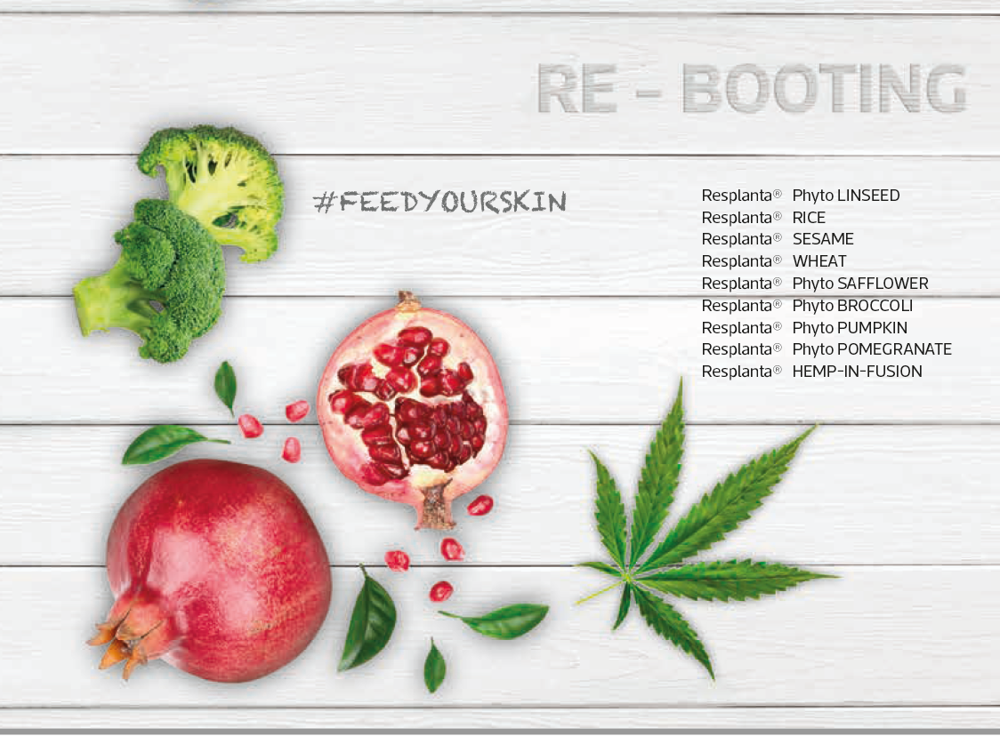 RE - BOOTING
#FEEDYOURSKIN
Resplanta® Phyto LINSEED
Resplanta® RICE
Resplanta® SESAME
Resplanta® WHEAT
Resplanta® Phyto SAFFLOWER
Resplanta® Phyto BROCCOLI
Resplanta® Phyto PUMPKIN
Resplanta® Phyto POMEGRANATE
Resplanta® HEMP-IN-FUSION